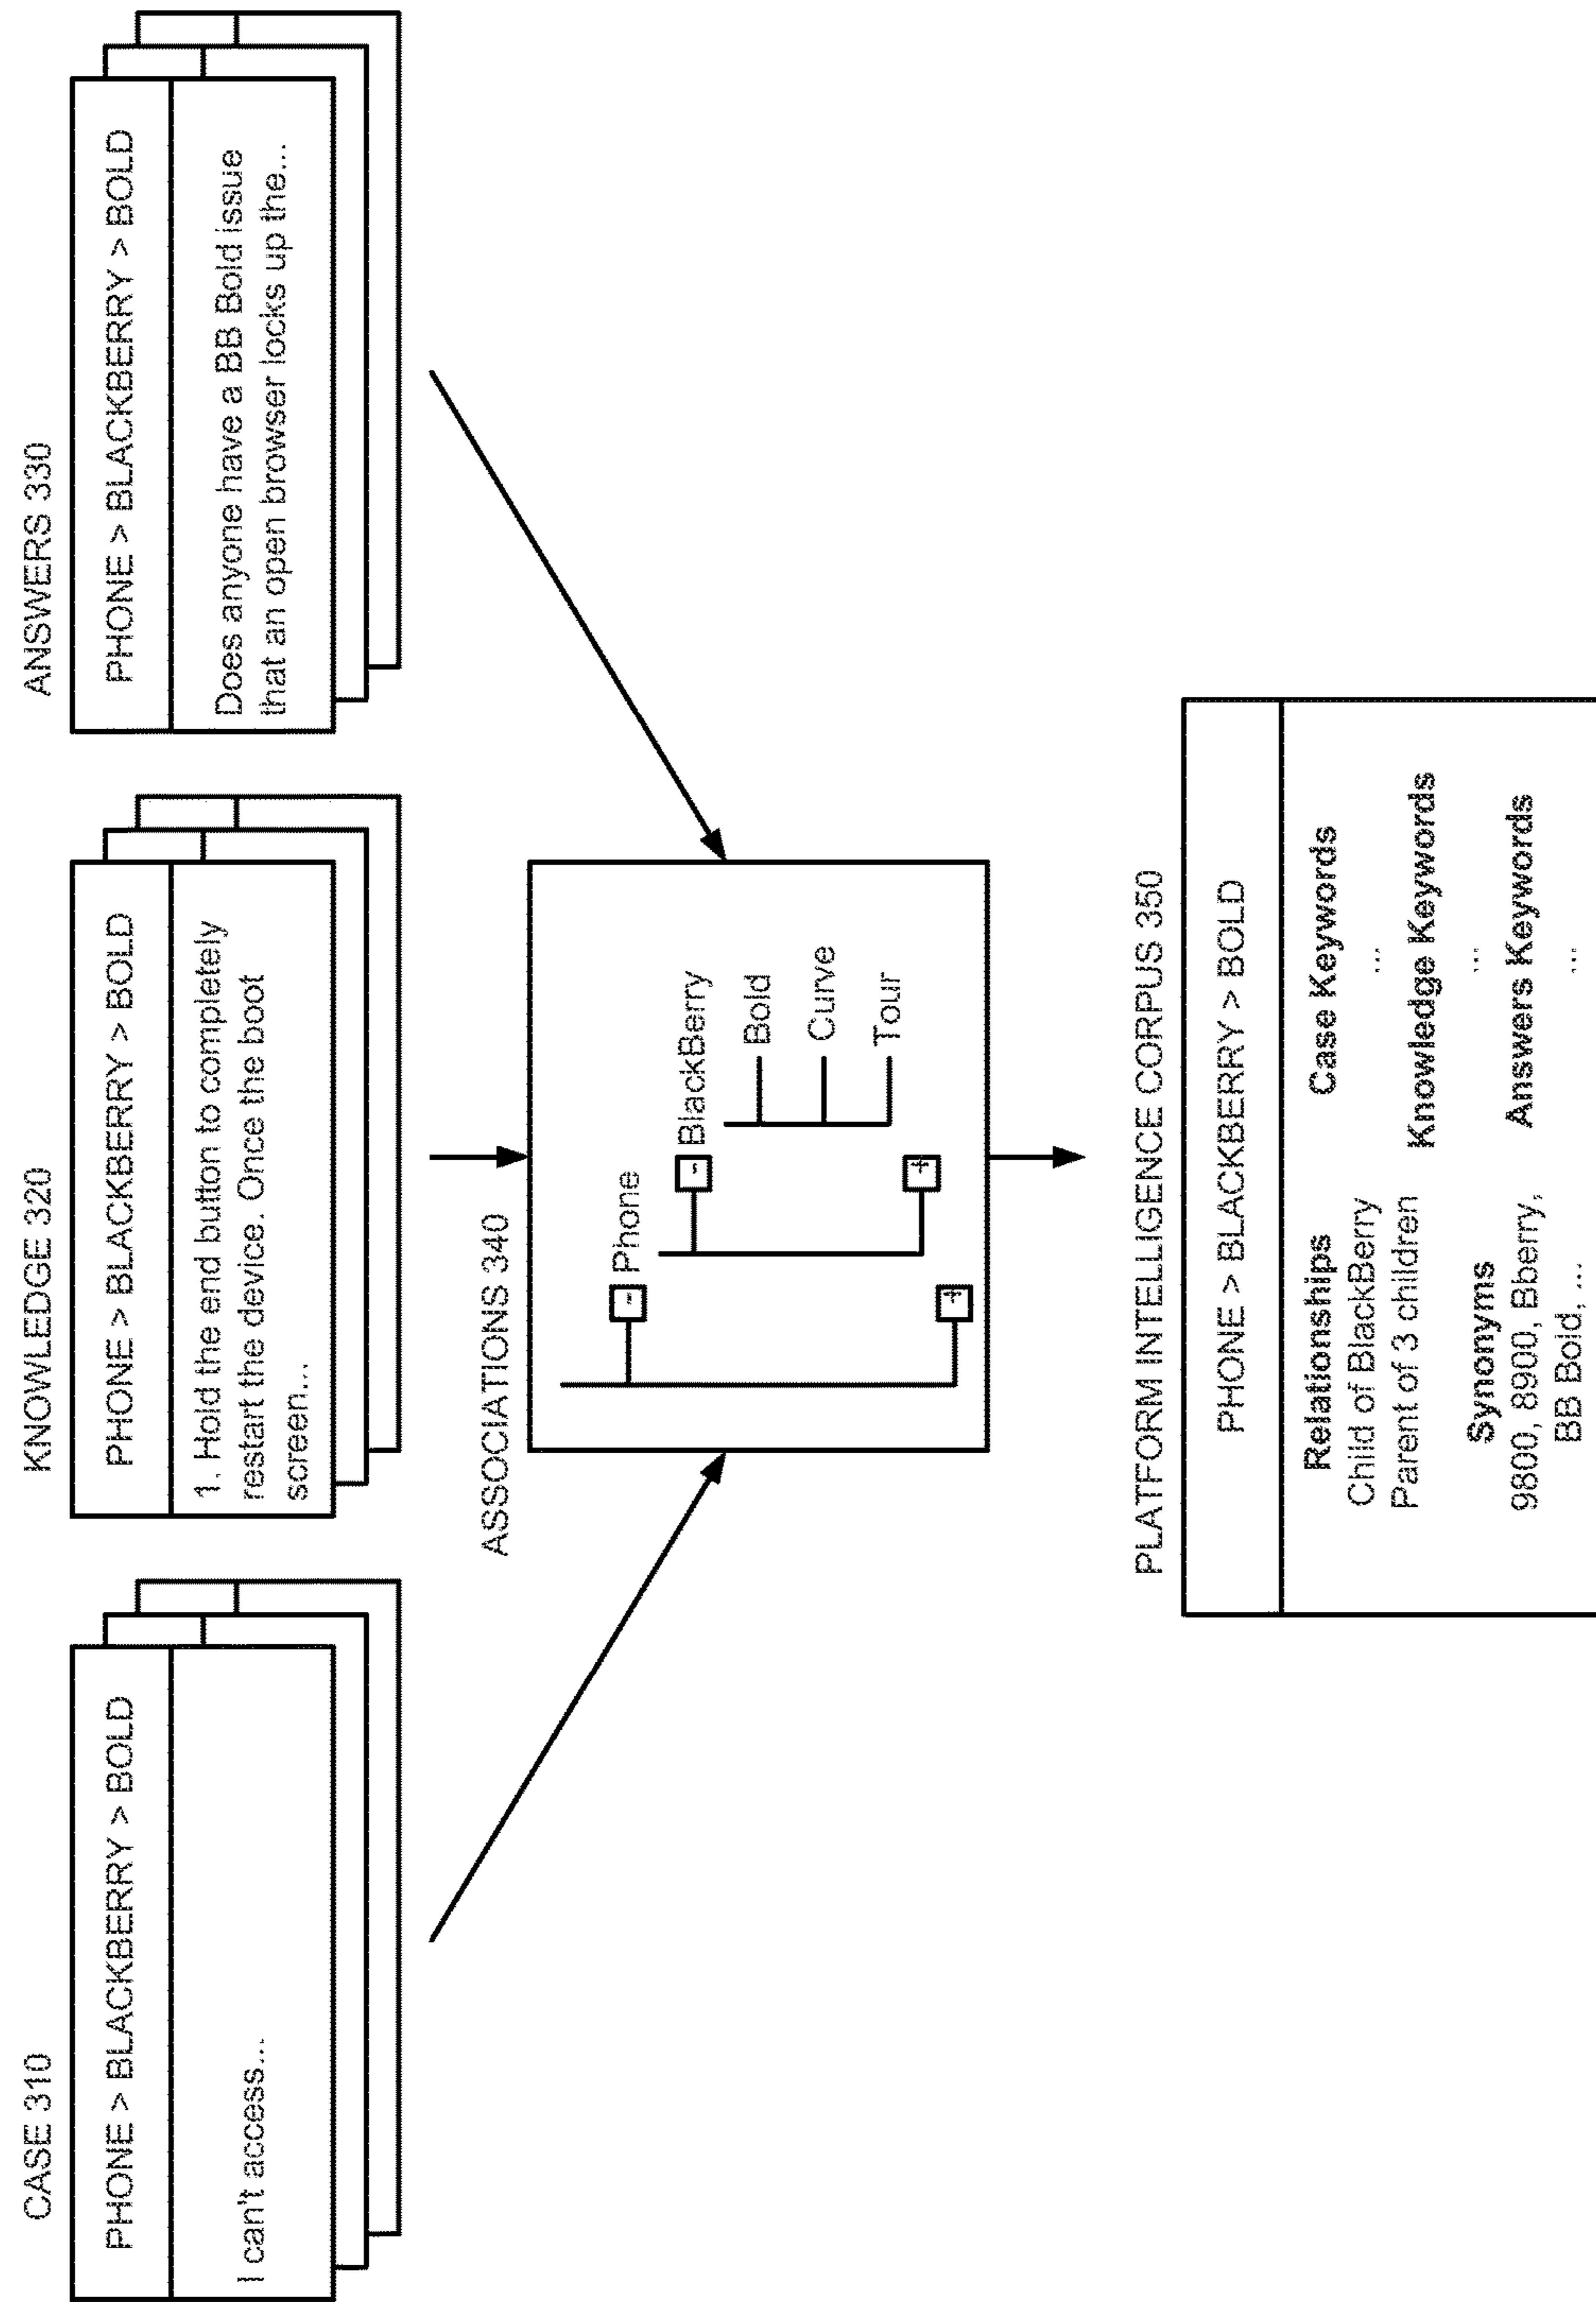 CASE 310
PHONE > BLACKBERRY > BOLD
I can't access...
KNOWLEDGE 320
PHONE > BLACKBERRY > BOLD
1. Hold the end button to completely
restart the device. Once the boot
screen...
ANSWERS 330
PHONE > BLACKBERRY > BOLD
Does anyone have a BB Bold issue
that an open browser locks up the...
ASSOCIATIONS 340
- Phone
- BlackBerry
Bold
Curve
Tour
+
+
PLATFORM INTELLIGENCE CORPUS 350
PHONE > BLACKBERRY > BOLD
Relationships
Child of BlackBerry
Parent of 3 children
Synonyms
9800, 8900, Bberry,
BB Bold, ...
Case Keywords
...
Knowledge Keywords
...
Answers Keywords
...